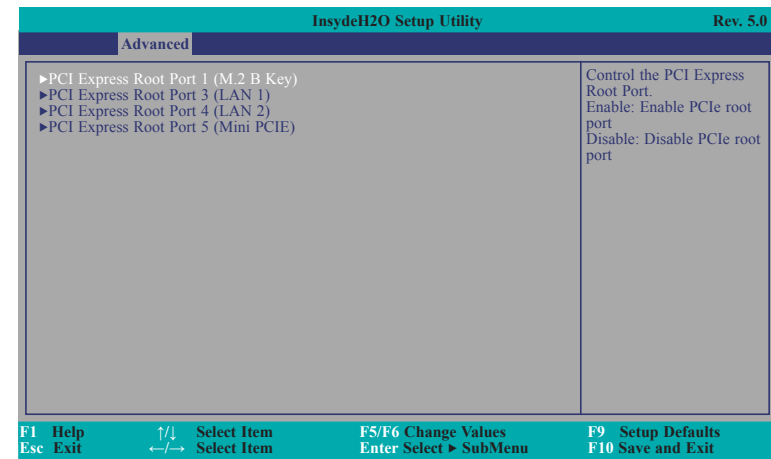 InsydeH2O Setup Utility Rev. 5.0
Advanced
►PCI Express Root Port 1 (M.2 B Key)
►PCI Express Root Port 3 (LAN 1)
►PCI Express Root Port 4 (LAN 2)
►PCI Express Root Port 5 (Mini PCIE)
Control the PCI Express
Root Port.
Enable: Enable PCIe root
port
Disable: Disable PCIe root
port
F1 Help ↑/↓ Select Item F5/F6 Change Values F9 Setup Defaults
Esc Exit ←/→ Select Item Enter Select ► SubMenu F10 Save and Exit